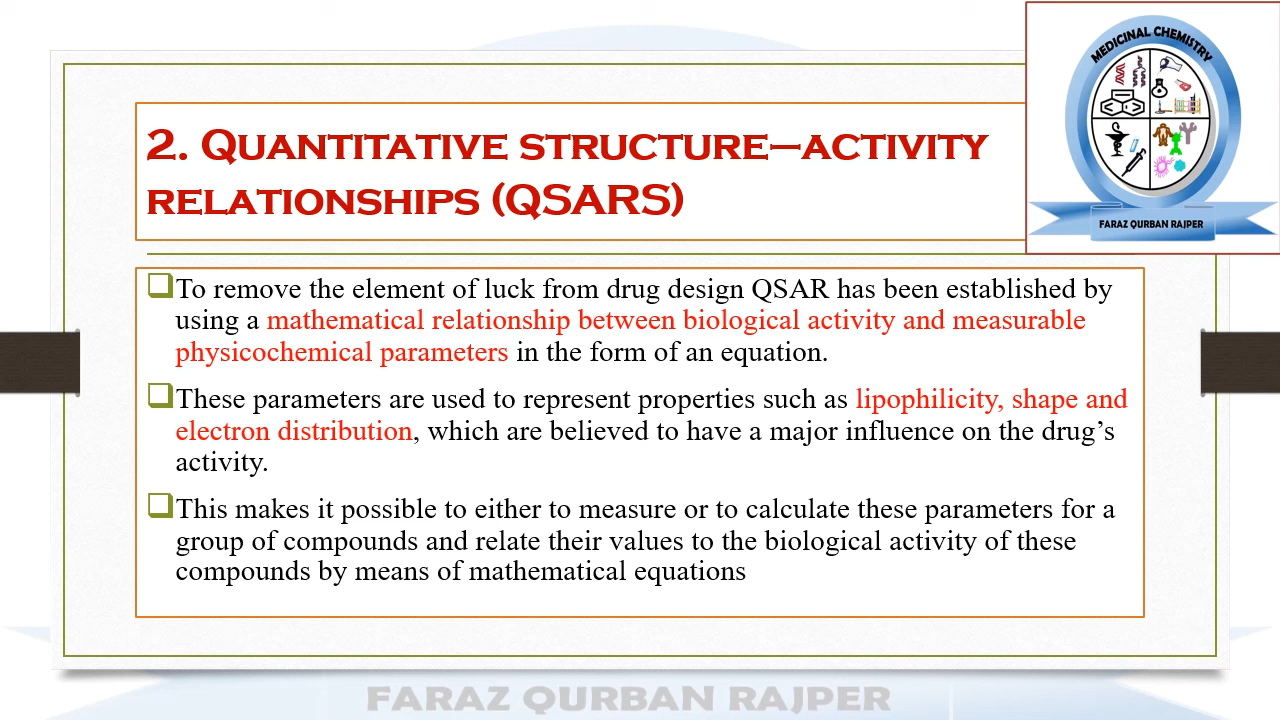 MEDICINAL CHEMISTRY
FARAZ QURBAN RAJPER
2. QUANTITATIVE STRUCTURE–ACTIVITY
RELATIONSHIPS (QSARS)
To remove the element of luck from drug design QSAR has been established by
using a mathematical relationship between biological activity and measurable
physicochemical parameters in the form of an equation.
These parameters are used to represent properties such as lipophilicity, shape and
electron distribution, which are believed to have a major influence on the drug’s
activity.
This makes it possible to either to measure or to calculate these parameters for a
group of compounds and relate their values to the biological activity of these
compounds by means of mathematical equations
FARAZ QURBAN RAJPER